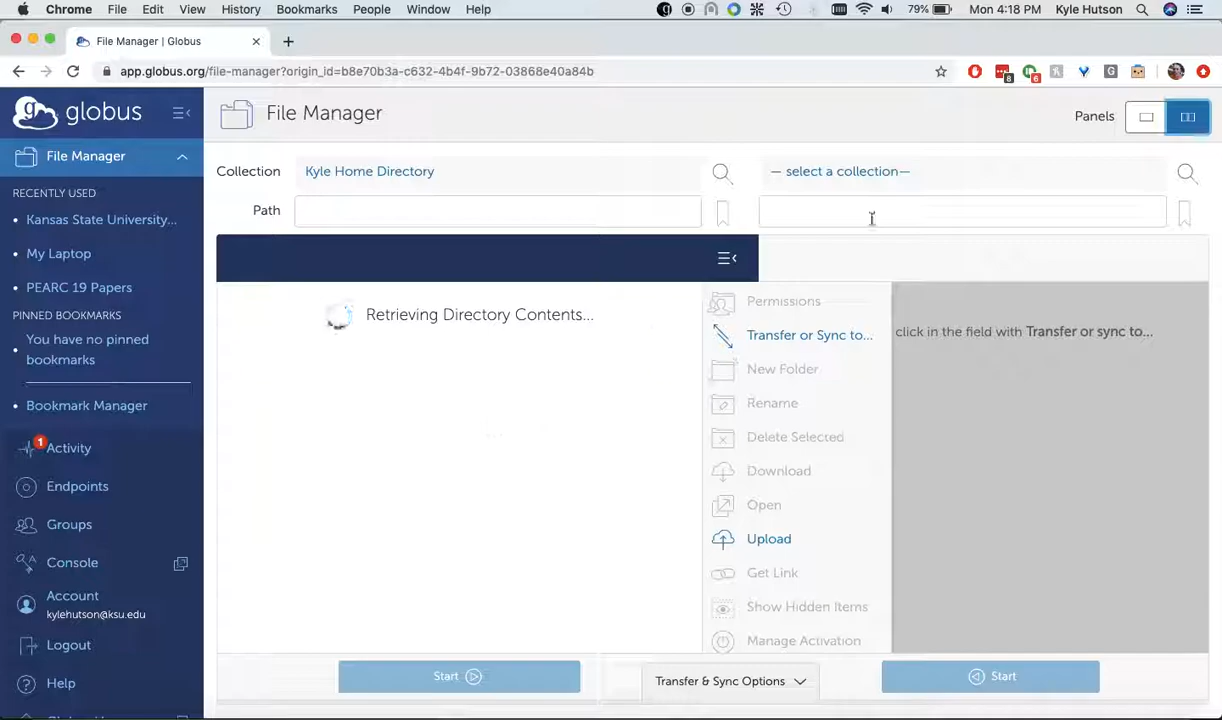 Chrome File Edit View History Bookmarks People Window Help 79% Mon 4:18 PM Kyle Hutson
File Manager | Globus
app.globus.org/file-manager?origin_id=b8e70b3a-c632-4b4f-9b72-03868e40a84b
8
6
G
globus
File Manager
Panels
File Manager
Collection Kyle Home Directory — select a collection—
RECENTLY USED
Kansas State University...
Path
My Laptop
PEARC 19 Papers
PINNED BOOKMARKS
You have no pinned
bookmarks
Bookmark Manager
1
Activity
Endpoints
Groups
Console
Account
kylehutson@ksu.edu
Logout
Help
Retrieving Directory Contents...
Permissions
Transfer or Sync to...
New Folder
Rename
Delete Selected
Download
Open
Upload
Get Link
Show Hidden Items
Manage Activation
click in the field with Transfer or sync to...
Start
Transfer & Sync Options
Start